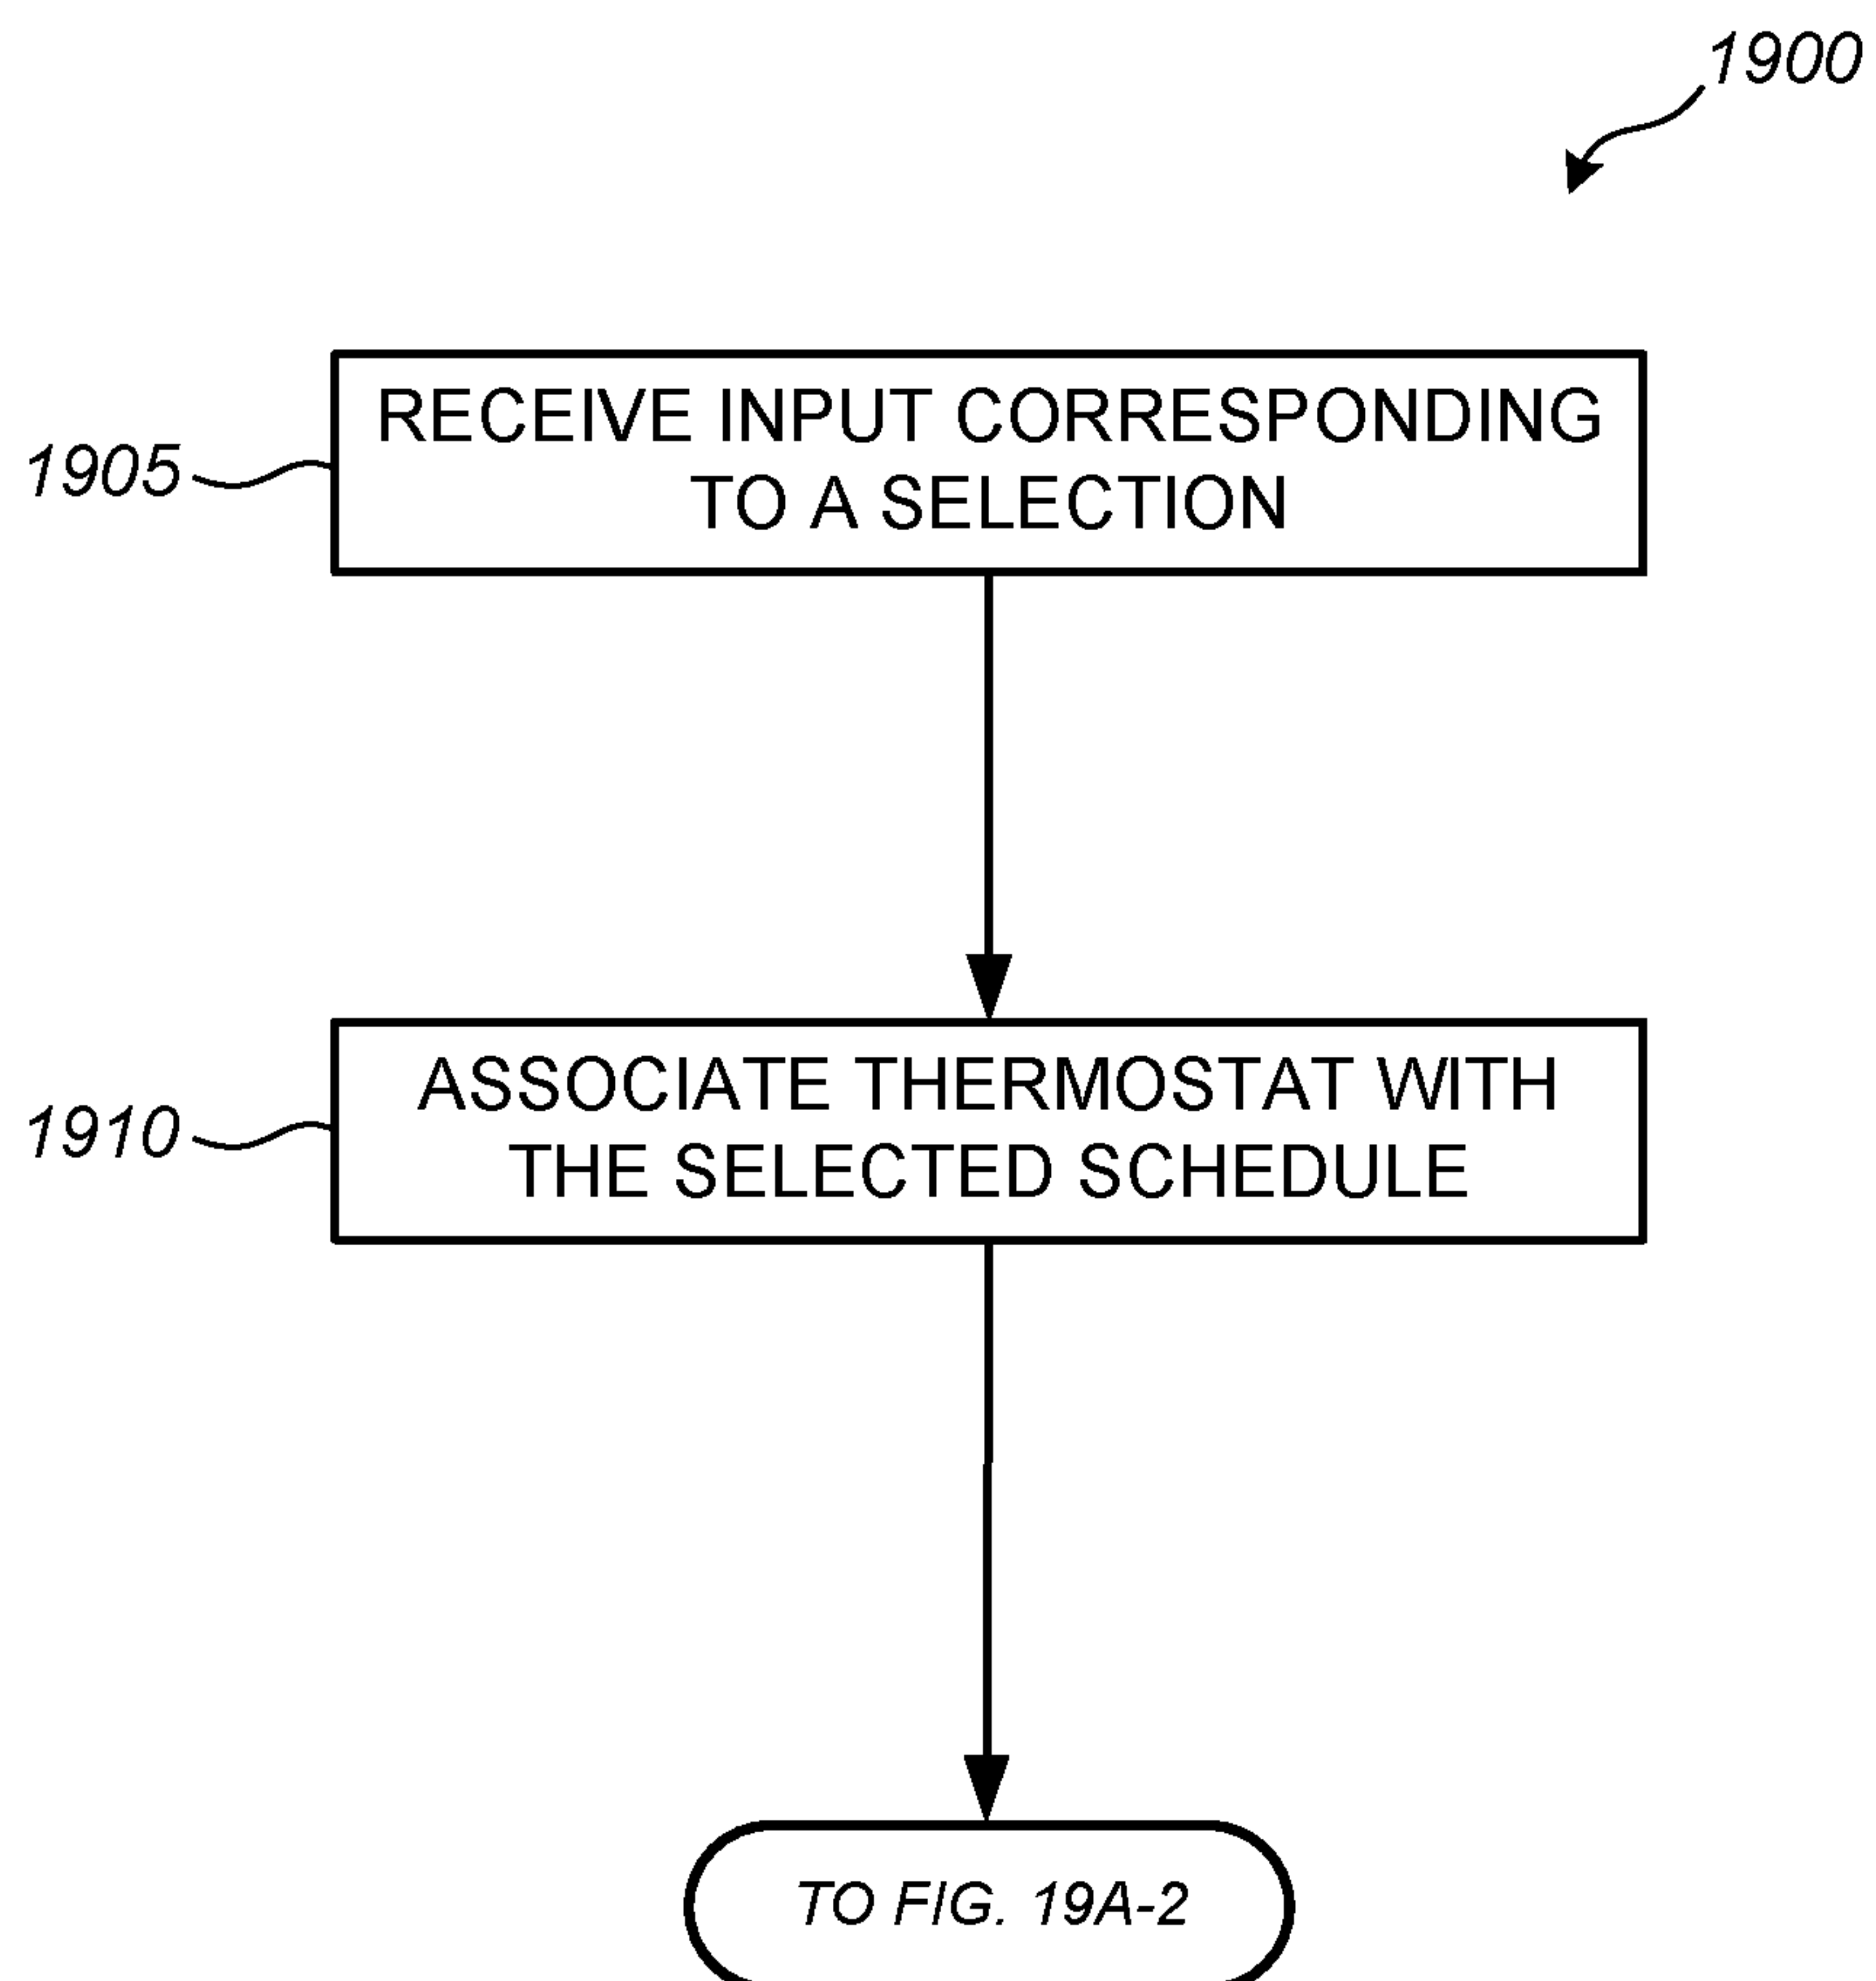 1900
RECEIVE INPUT CORRESPONDING
TO A SELECTION
1905
ASSOCIATE THERMOSTAT WITH
THE SELECTED SCHEDULE
1910
TO FIG. 19A-2